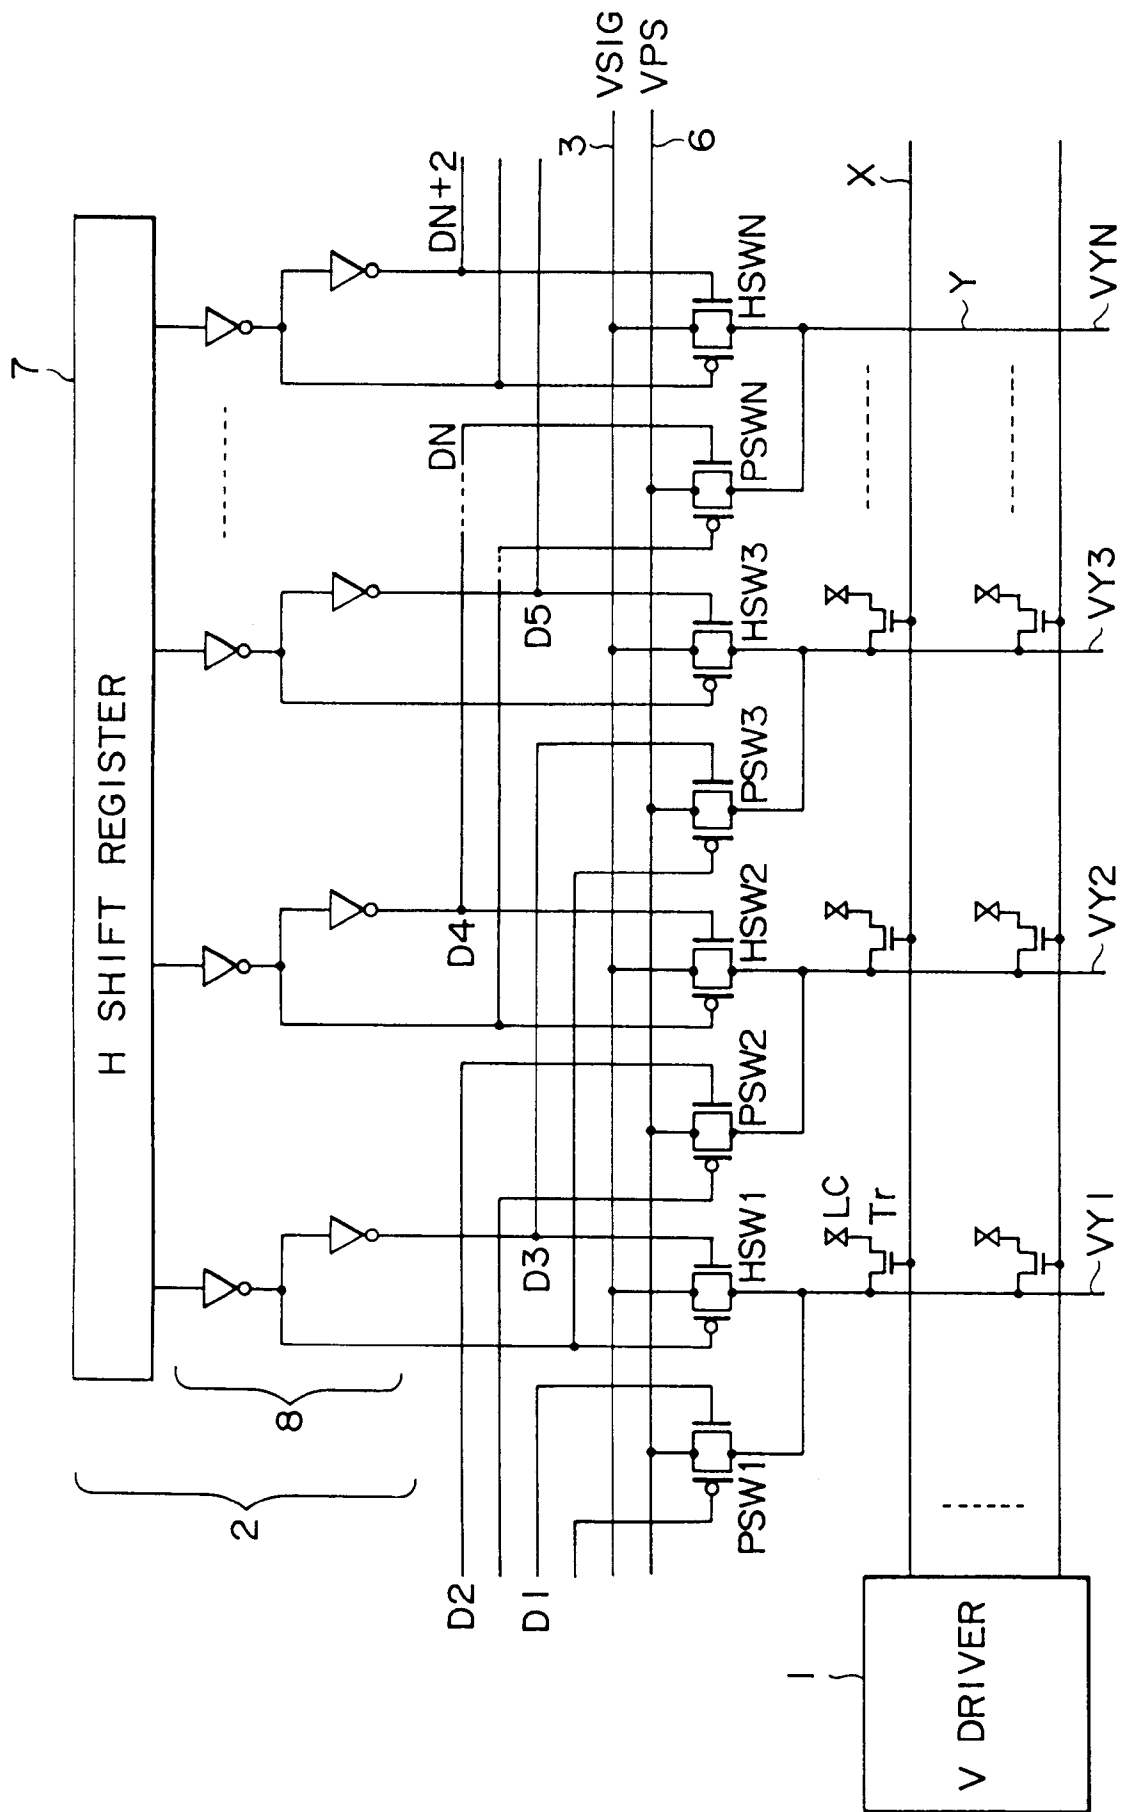 7
H SHIFT REGISTER
8
2
DN+2
DN
D4
D2
D5
D3
D1
3
VSIG
VPS
6
PSW1
HSW1
PSW2
HSW2
PSW3
HSW3
PSWN
HSWN
LC
Tr
X
Y
1
V DRIVER
VY1
VY2
VY3
VYN